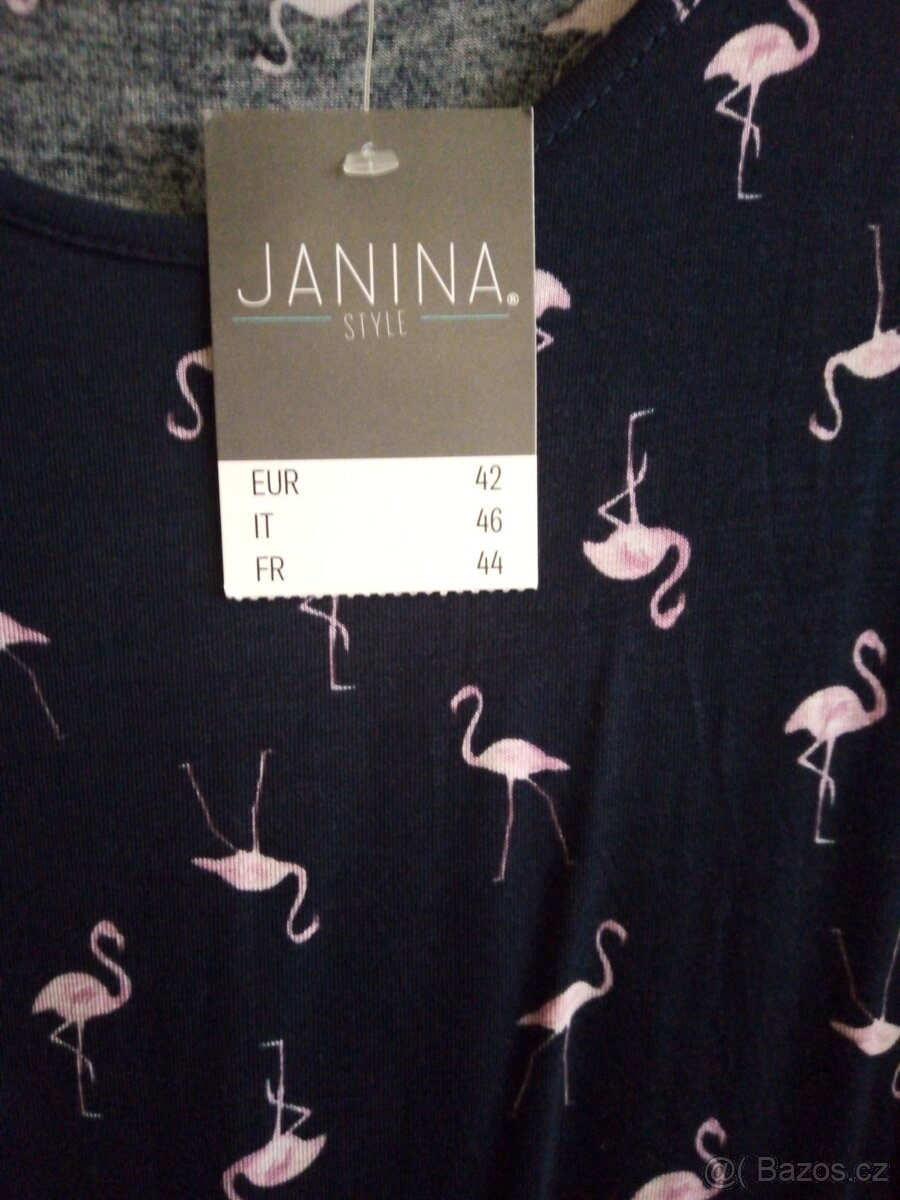 JANINA®
STYLE
EUR 42
IT 46
FR 44
@( Bazos.cz